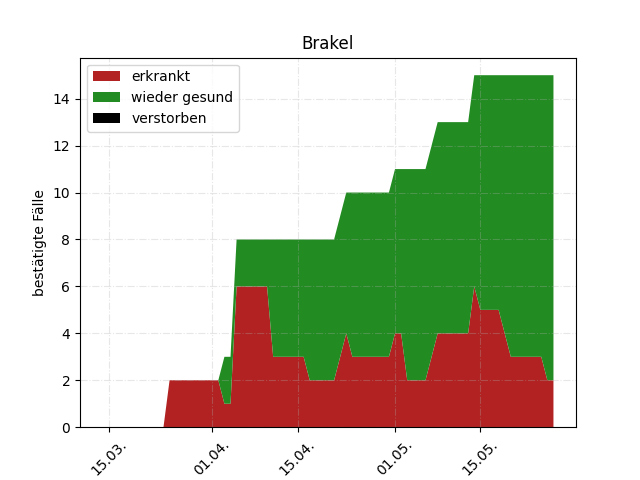 Brakel
erkrankt
wieder gesund
verstorben
bestätigte Fälle
14
12
10
8
6
4
2
0
15.03.
01.04.
15.04.
01.05.
15.05.